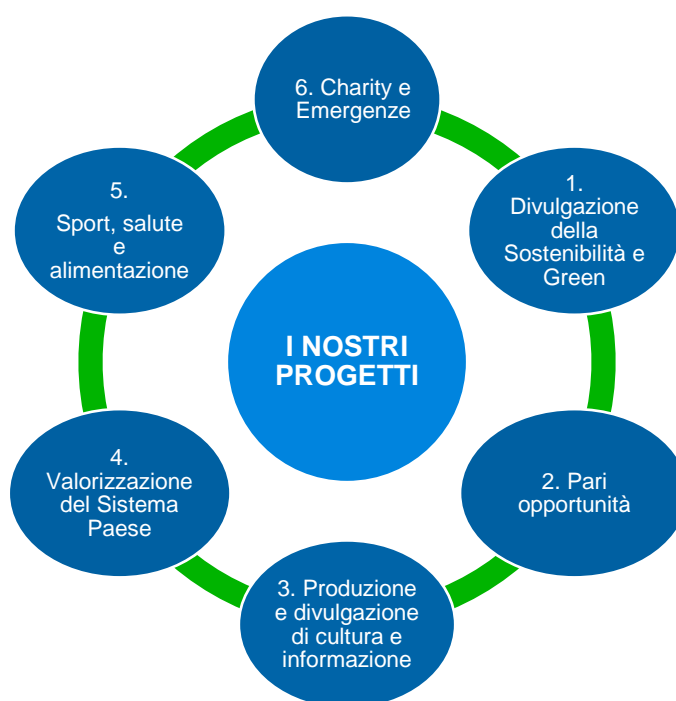 6. Charity e
Emergenze
1.
Divulgazione
della
Sostenibilità e
Green
2. Pari
opportunità
3. Produzione
e divulgazione
di cultura e
informazione
4.
Valorizzazione
del Sistema
Paese
5.
Sport, salute
e
alimentazione
I NOSTRI
PROGETTI